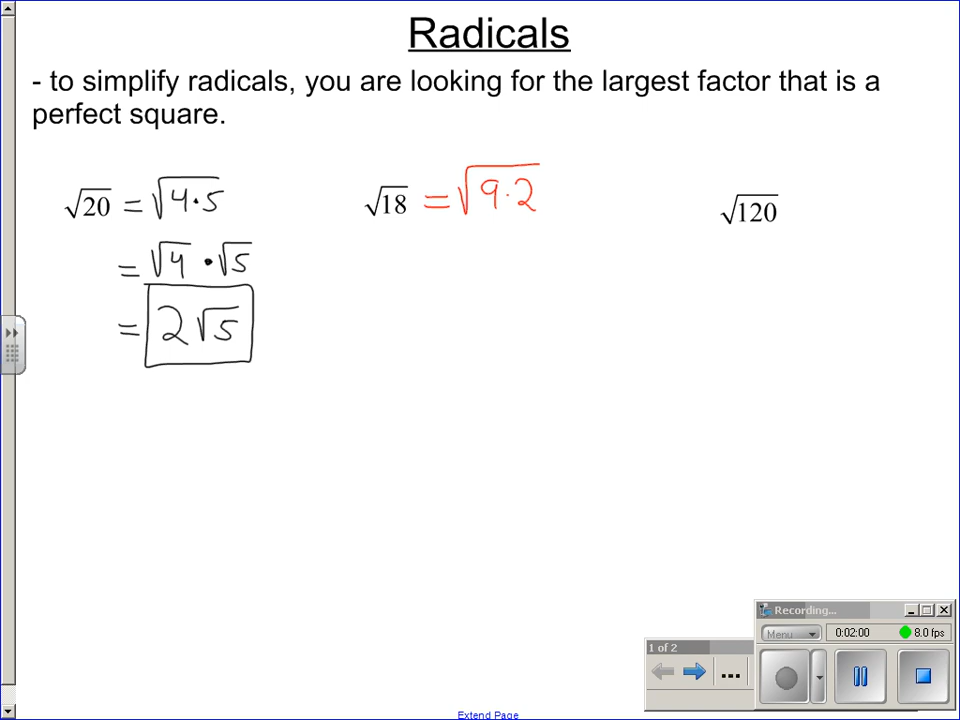 Radicals
- to simplify radicals, you are looking for the largest factor that is a
perfect square.
√20 = √4·5
= √4 · √5
= 2√5
√18 = √9·2
√120
Recording...
Menu 0:02:00 8.0 fps
1 of 2
...
Extend Page